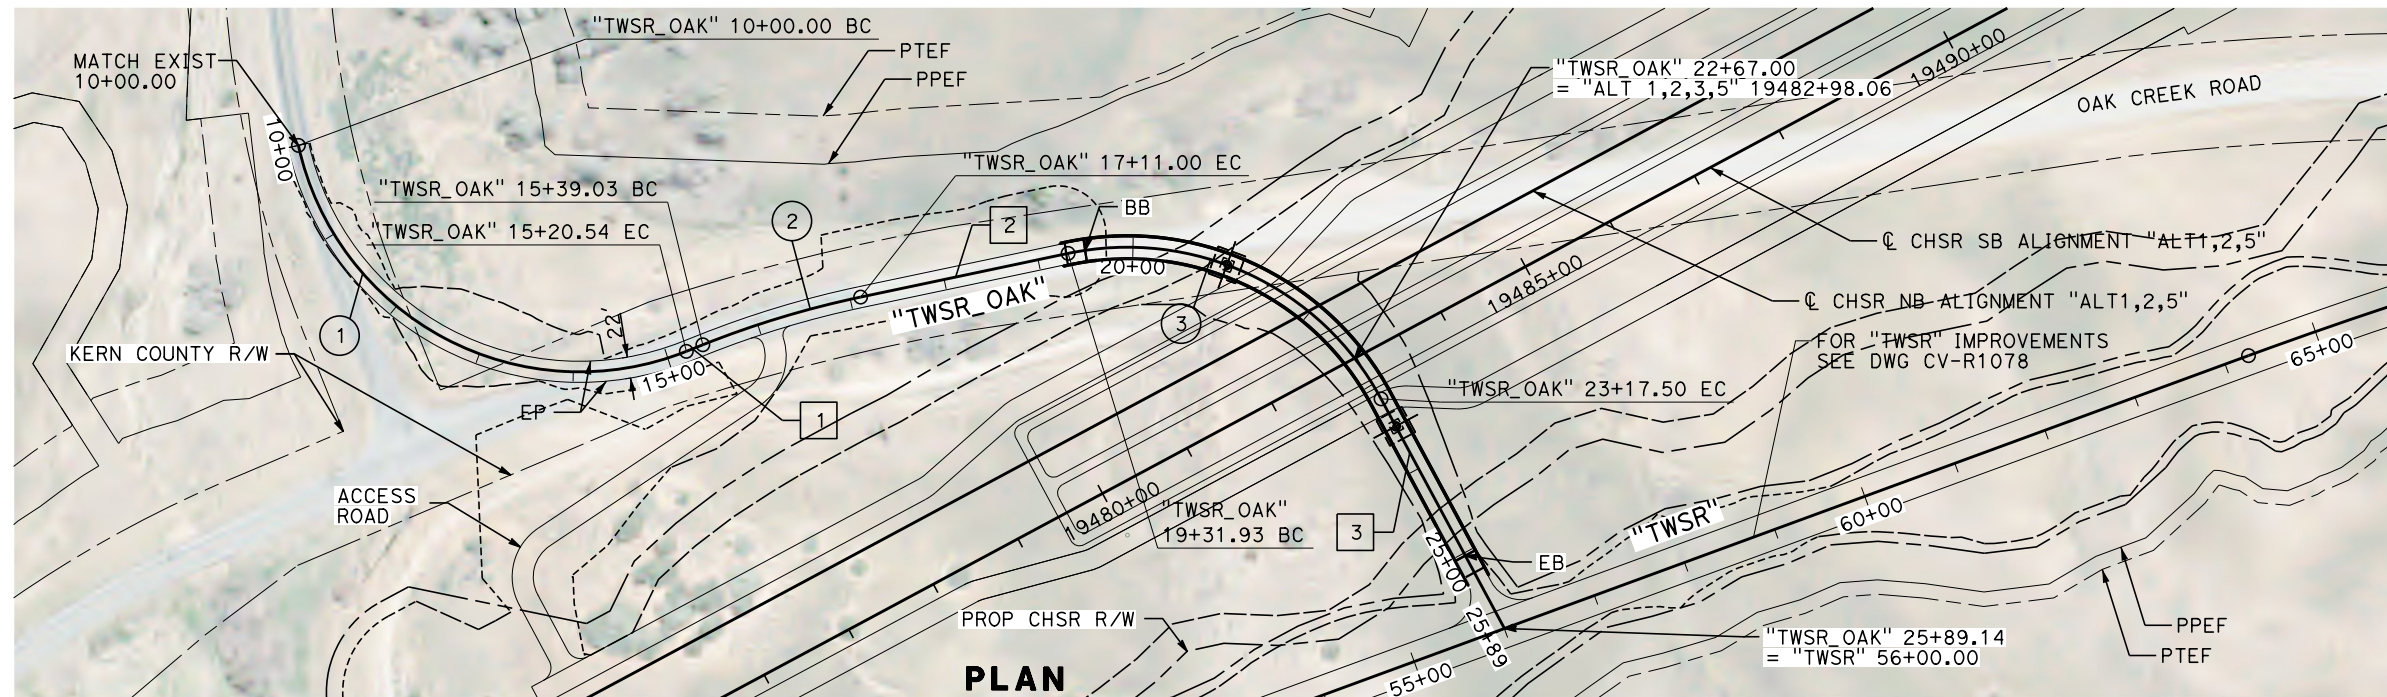 "TWSR_OAK" 10+00.00 BC
MATCH EXIST
10+00.00
PTEF
PPEF
"TWSR_OAK" 22+67.00
= "ALT 1,2,3,5" 19482+98.06
19490+00
OAK CREEK ROAD
10+00
"TWSR_OAK" 17+11.00 EC
"TWSR_OAK" 15+39.03 BC
"TWSR_OAK" 15+20.54 EC
2
2
BB
20+00
℄ CHSR SB ALIGNMENT "ALT1,2,5"
19485+00
℄ CHSR NB ALIGNMENT "ALT1,2,5"
"TWSR_OAK"
3
1
22'
KERN COUNTY R/W
FOR "TWSR" IMPROVEMENTS
SEE DWG CV-R1078
65+00
15+00
EP
1
"TWSR_OAK" 23+17.50 EC
ACCESS
ROAD
19480+00
"TWSR_OAK"
19+31.93 BC
3
25+00
EB
"TWSR"
60+00
PROP CHSR R/W
25+89
"TWSR_OAK" 25+89.14
= "TWSR" 56+00.00
PPEF
PTEF
55+00
PLAN